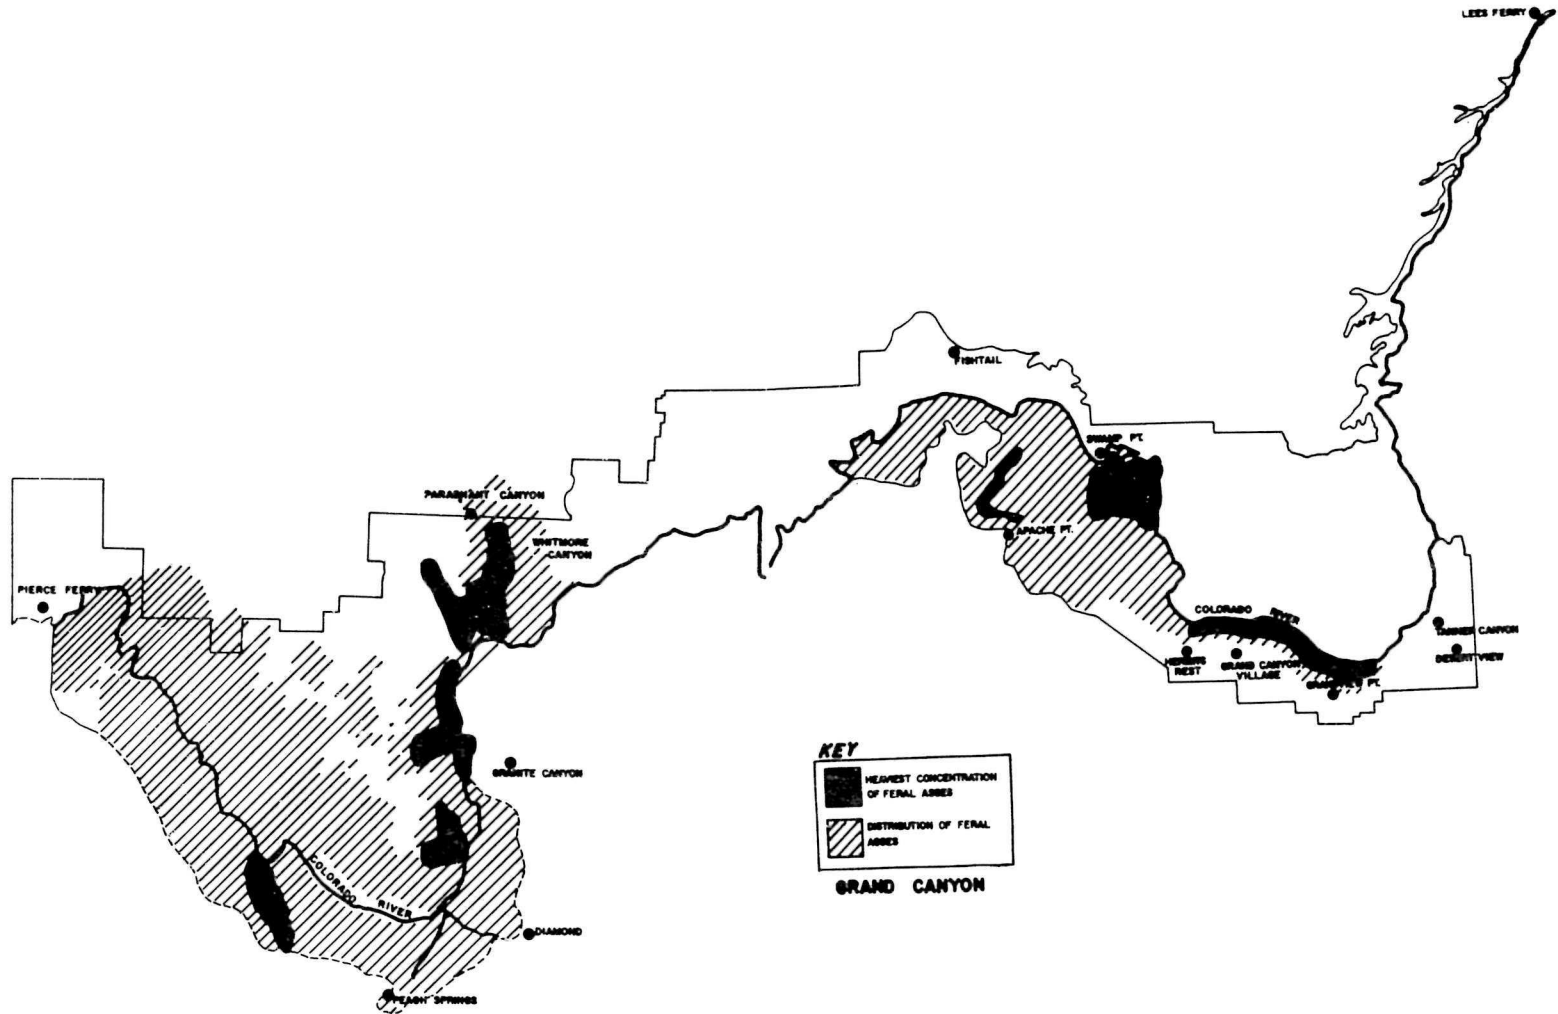 LEES FERRY
FISHTAIL
SWAMP PT.
PARASHANT CANYON
WHITMORE
CANYON
APACHE PT.
PIERCE FERRY
COLORADO RIVER
TANNER CANYON
DESERT VIEW
HERMITS
REST
GRAND CANYON
VILLAGE
GRANDVIEW PT.
GRANITE CANYON
KEY
HEAVIEST CONCENTRATION
OF FERAL ASSES
DISTRIBUTION OF FERAL
ASSES
GRAND CANYON
COLORADO RIVER
DIAMOND
PEACH SPRINGS